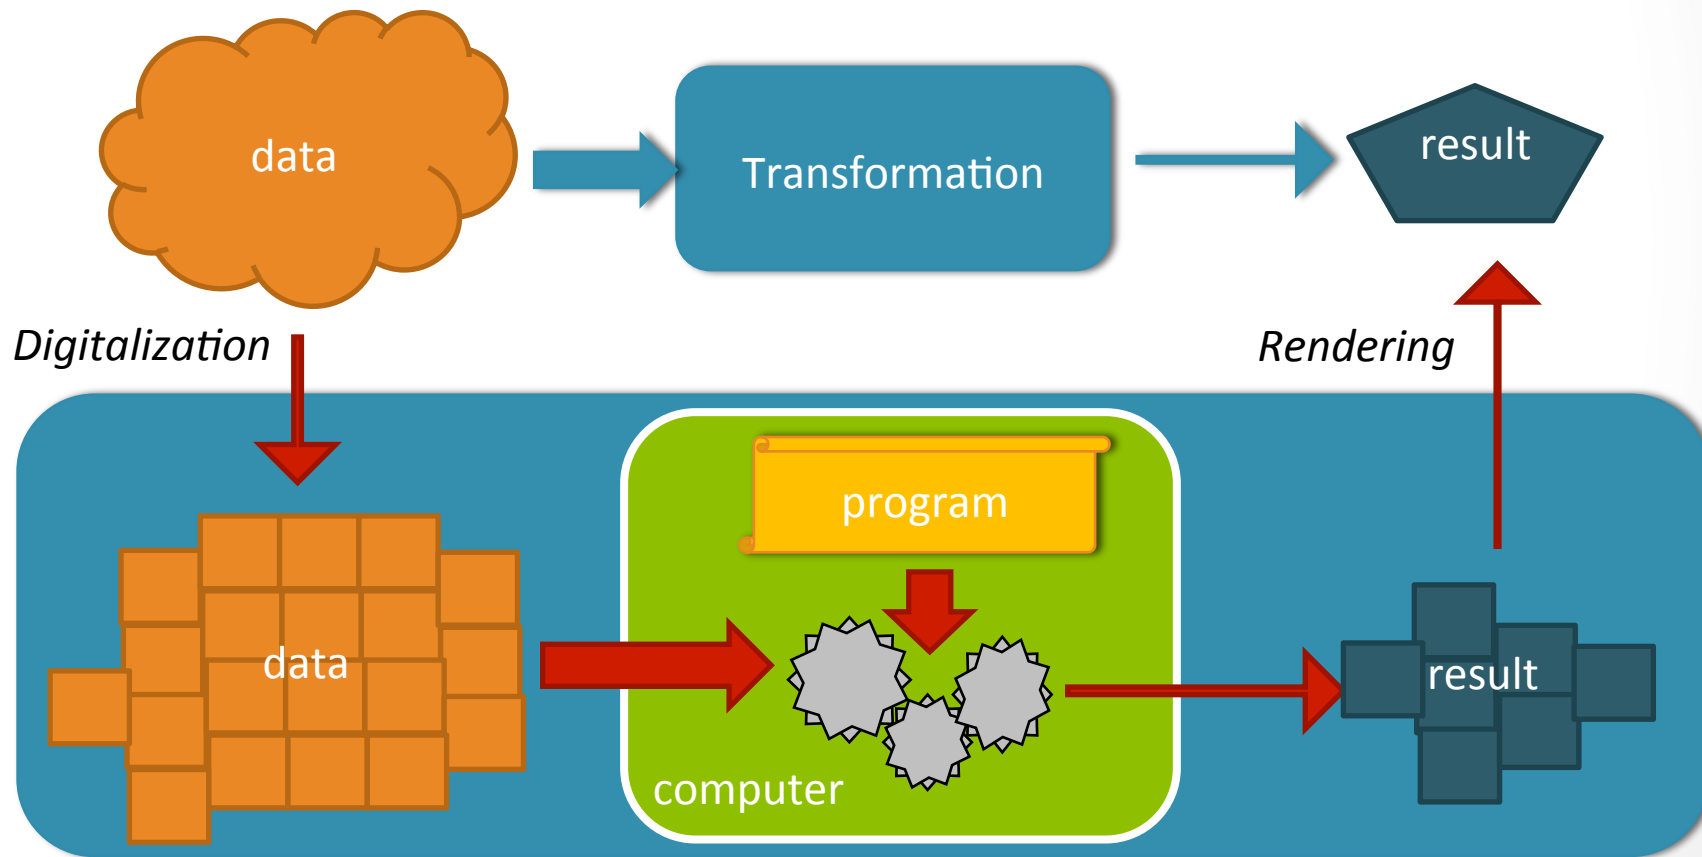 data
Transformation
result
Digitalization
Rendering
program
data
result
computer